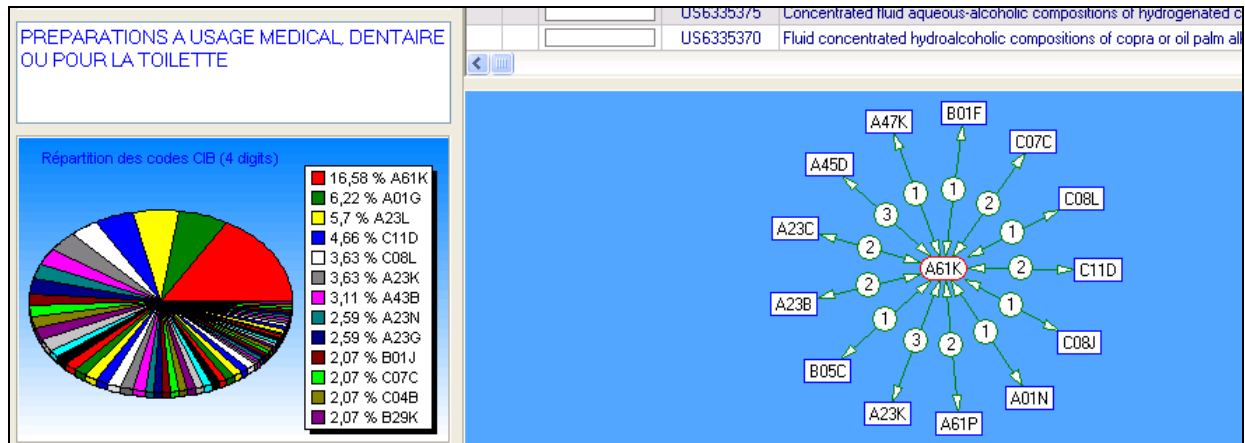 US6335375 Concentrated fluid aqueous-alcoholic compositions of hydrogenated c
US6335370 Fluid concentrated hydroalcoholic compositions of copra or oil palm alk
PREPARATIONS A USAGE MEDICAL, DENTAIRE
OU POUR LA TOILETTE
Répartition des codes CIB (4 digits)
16,58 % A61K
6,22 % A01G
5,7 % A23L
4,66 % C11D
3,63 % C08L
3,63 % A23K
3,11 % A43B
2,59 % A23N
2,59 % A23G
2,07 % B01J
2,07 % C07C
2,07 % C04B
2,07 % B29K
B01F
A47K
C07C
A45D
C08L
1
1
2
3
1
A23C
2
A61K
2
C11D
A23B
2
1
1
3
2
1
C08J
B05C
A01N
A23K
A61P